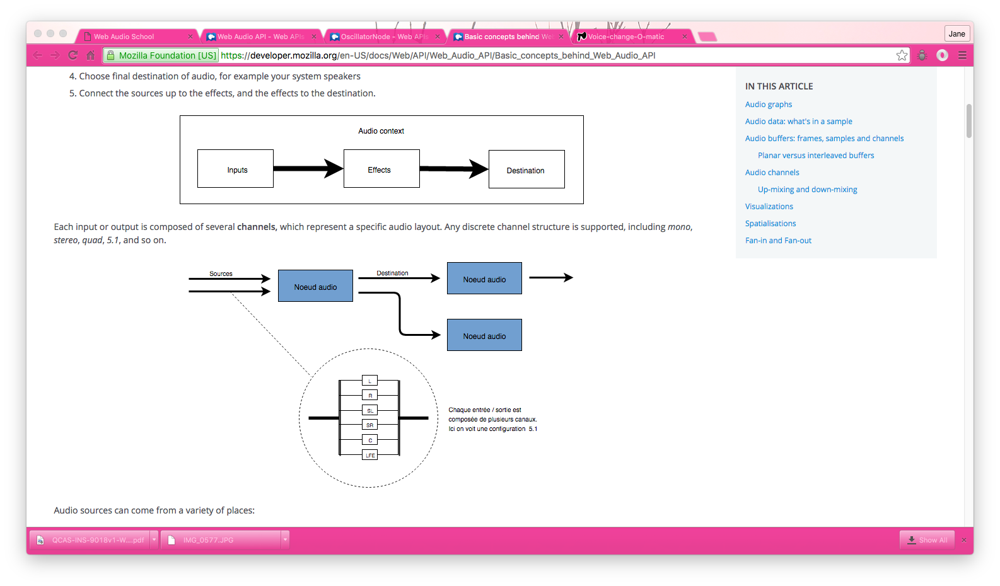 Web Audio School
Web Audio API - Web APIs
OscillatorNode - Web APIs
Basic concepts behind We
Voice-change-O-matic
Jane
Mozilla Foundation [US]
https://developer.mozilla.org/en-US/docs/Web/API/Web_Audio_API/Basic_concepts_behind_Web_Audio_API
4. Choose final destination of audio, for example your system speakers
5. Connect the sources up to the effects, and the effects to the destination.
Audio context
Inputs
Effects
Destination
Each input or output is composed of several channels, which represent a specific audio layout. Any discrete channel structure is supported, including mono,
stereo, quad, 5.1, and so on.
Sources
Noeud audio
Destination
Noeud audio
Noeud audio
L
R
SL
SR
C
LFE
Chaque entrée / sortie est
composée de plusieurs canaux.
Ici on voit une configuration 5.1
Audio sources can come from a variety of places:
IN THIS ARTICLE
Audio graphs
Audio data: what's in a sample
Audio buffers: frames, samples and channels
Planar versus interleaved buffers
Audio channels
Up-mixing and down-mixing
Visualizations
Spatialisations
Fan-in and Fan-out
QCAS-INS-9018v1-W....pdf
IMG_0577.JPG
Show All